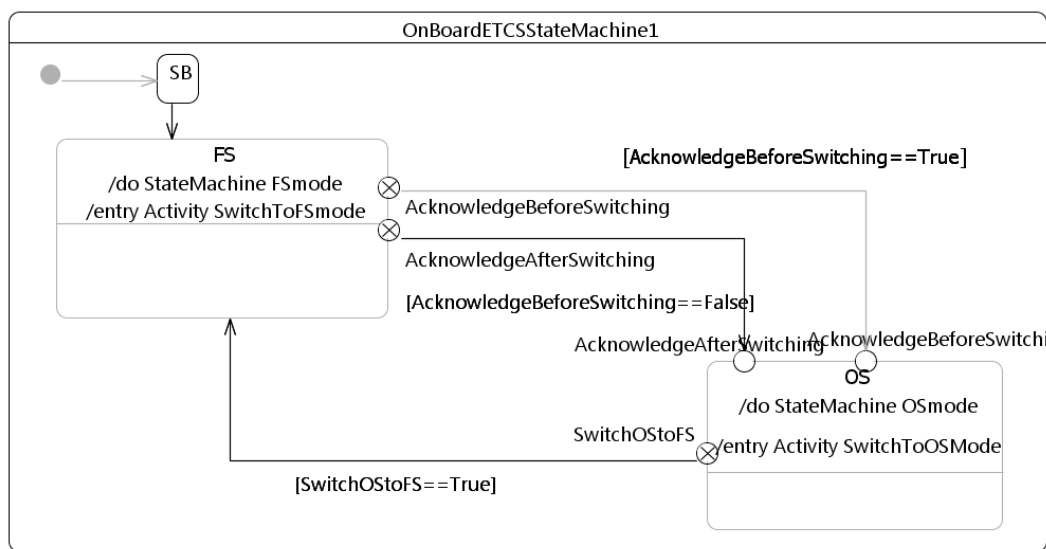 OnBoardETCSStateMachine1
SB
FS
/do StateMachine FSmode
/entry Activity SwitchToFSmode
[AcknowledgeBeforeSwitching==True]
AcknowledgeBeforeSwitching
AcknowledgeAfterSwitching
[AcknowledgeBeforeSwitching==False]
AcknowledgeAfterSwitching
AcknowledgeBeforeSwitchi
OS
/do StateMachine OSmode
SwitchOStoFS
/entry Activity SwitchToOSMode
[SwitchOStoFS==True]